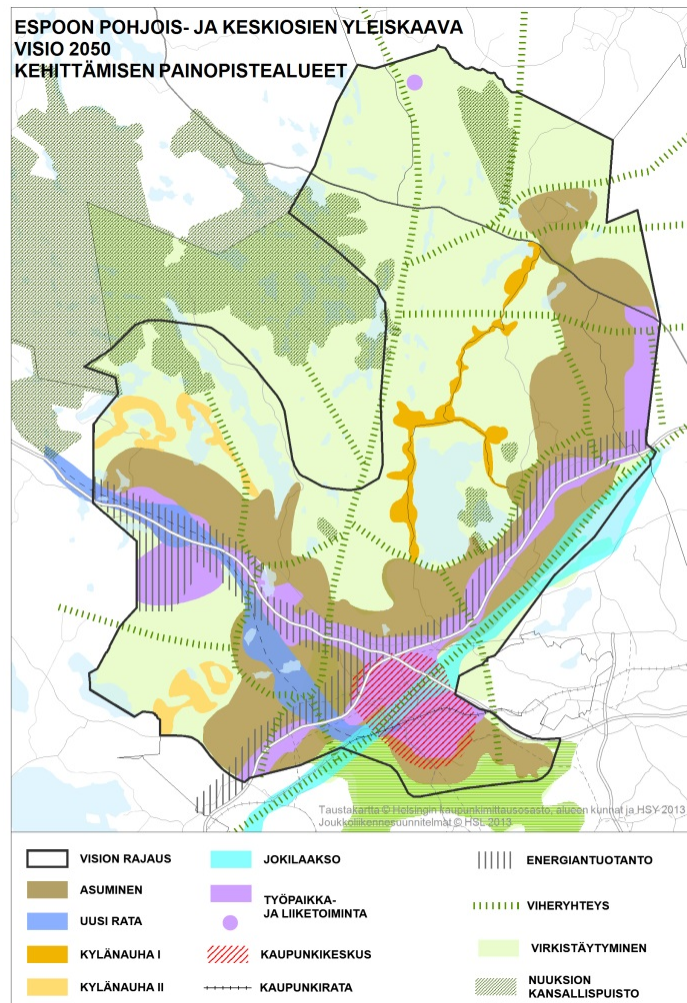 ESPOON POHJOIS- JA KESKIOSIEN YLEISKAAVA
VISIO 2050
KEHITTÄMISEN PAINOPISTEALUEET
Taustakartta © Helsingin kaupunkimittausosasto, alueen kunnat ja HSY 2013
Joukkoliikennesuunnitelmat © HSL 2013
VISION RAJAUS
ASUMINEN
UUSI RATA
KYLÄNAUHA I
KYLÄNAUHA II
JOKILAAKSO
TYÖPAIKKA-
JA LIIKETOIMINTA
KAUPUNKIKESKUS
KAUPUNKIRATA
ENERGIANTUOTANTO
VIHERYHTEYS
VIRKISTÄYTYMINEN
NUUKSION
KANSALLISPUISTO